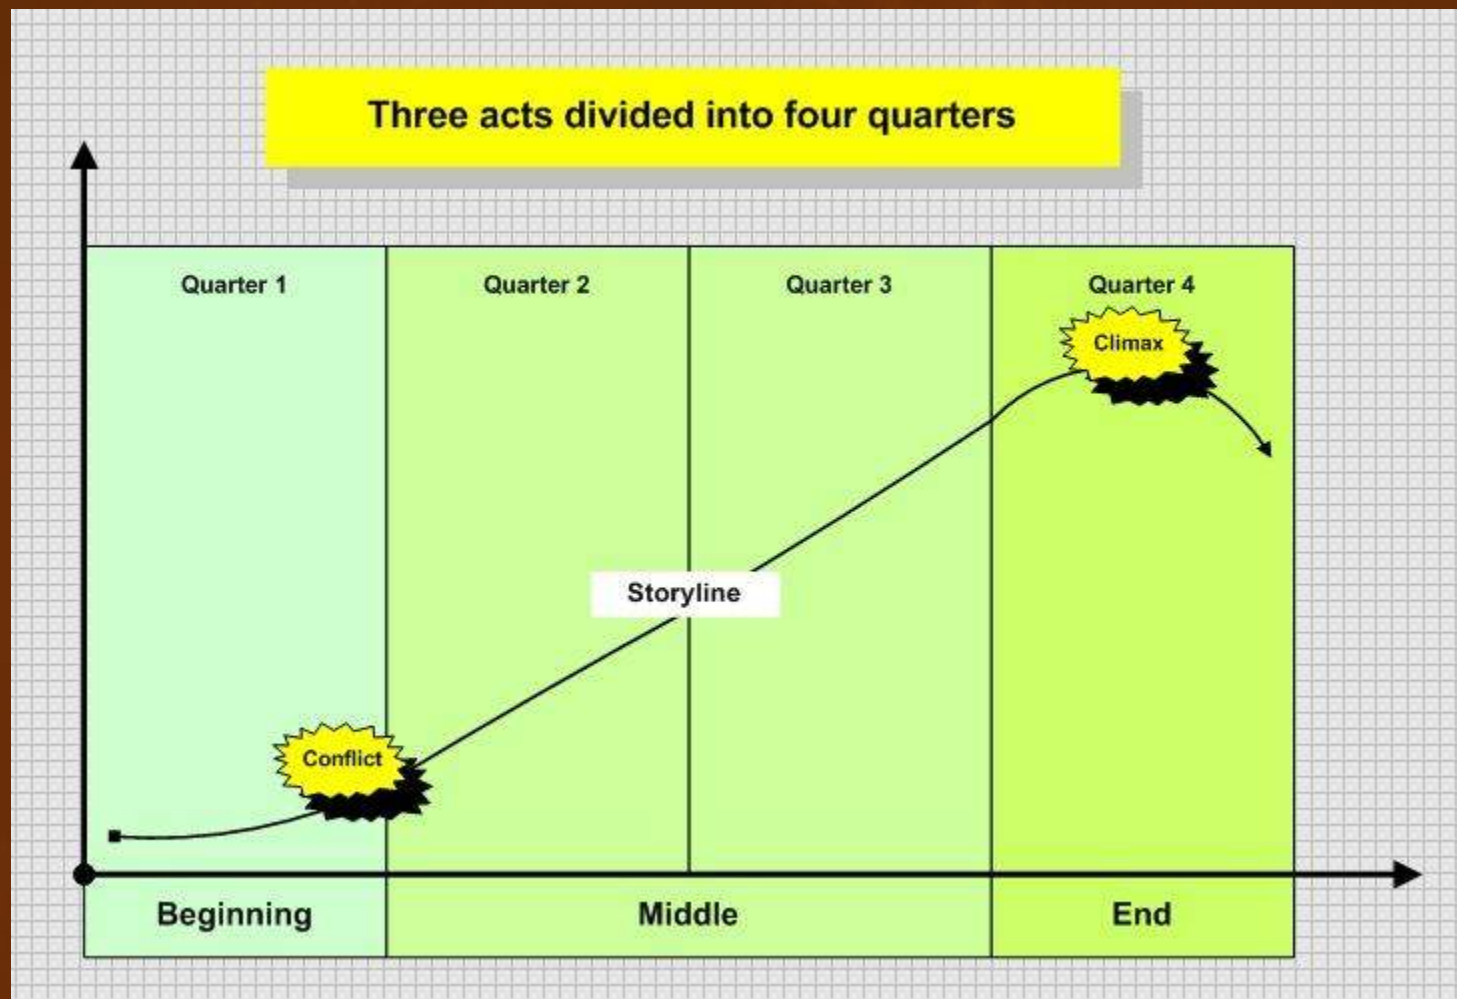 Three acts divided into four quarters
Quarter 1
Quarter 2
Quarter 3
Quarter 4
Climax
Storyline
Conflict
Beginning
Middle
End